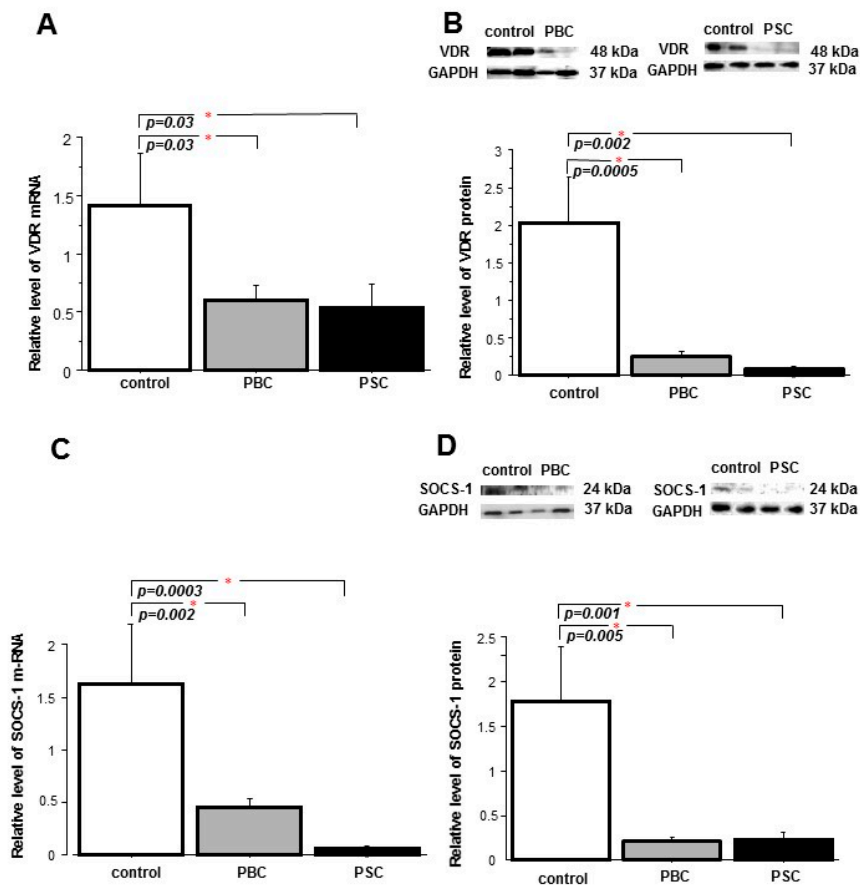 A
Relative level of VDR mRNA
2
1.5
1
0.5
0
p=0.03 *
p=0.03 *
control PBC PSC
B
control PBC
VDR 48 kDa
GAPDH 37 kDa
control PSC
VDR 48 kDa
GAPDH 37 kDa
Relative level of VDR protein
3
2.5
2
1.5
1
0.5
0
*
p=0.002
*
p=0.0005
control PBC PSC
C
Relative level of SOCS-1 m-RNA
2
1.5
1
0.5
0
p=0.0003 *
p=0.002 *
control PBC PSC
D
control PBC
SOCS-1 24 kDa
GAPDH 37 kDa
control PSC
SOCS-1 24 kDa
GAPDH 37 kDa
Relative level of SOCS-1 protein
2.5
2
1.5
1
0.5
0
p=0.001 *
p=0.005 *
control PBC PSC